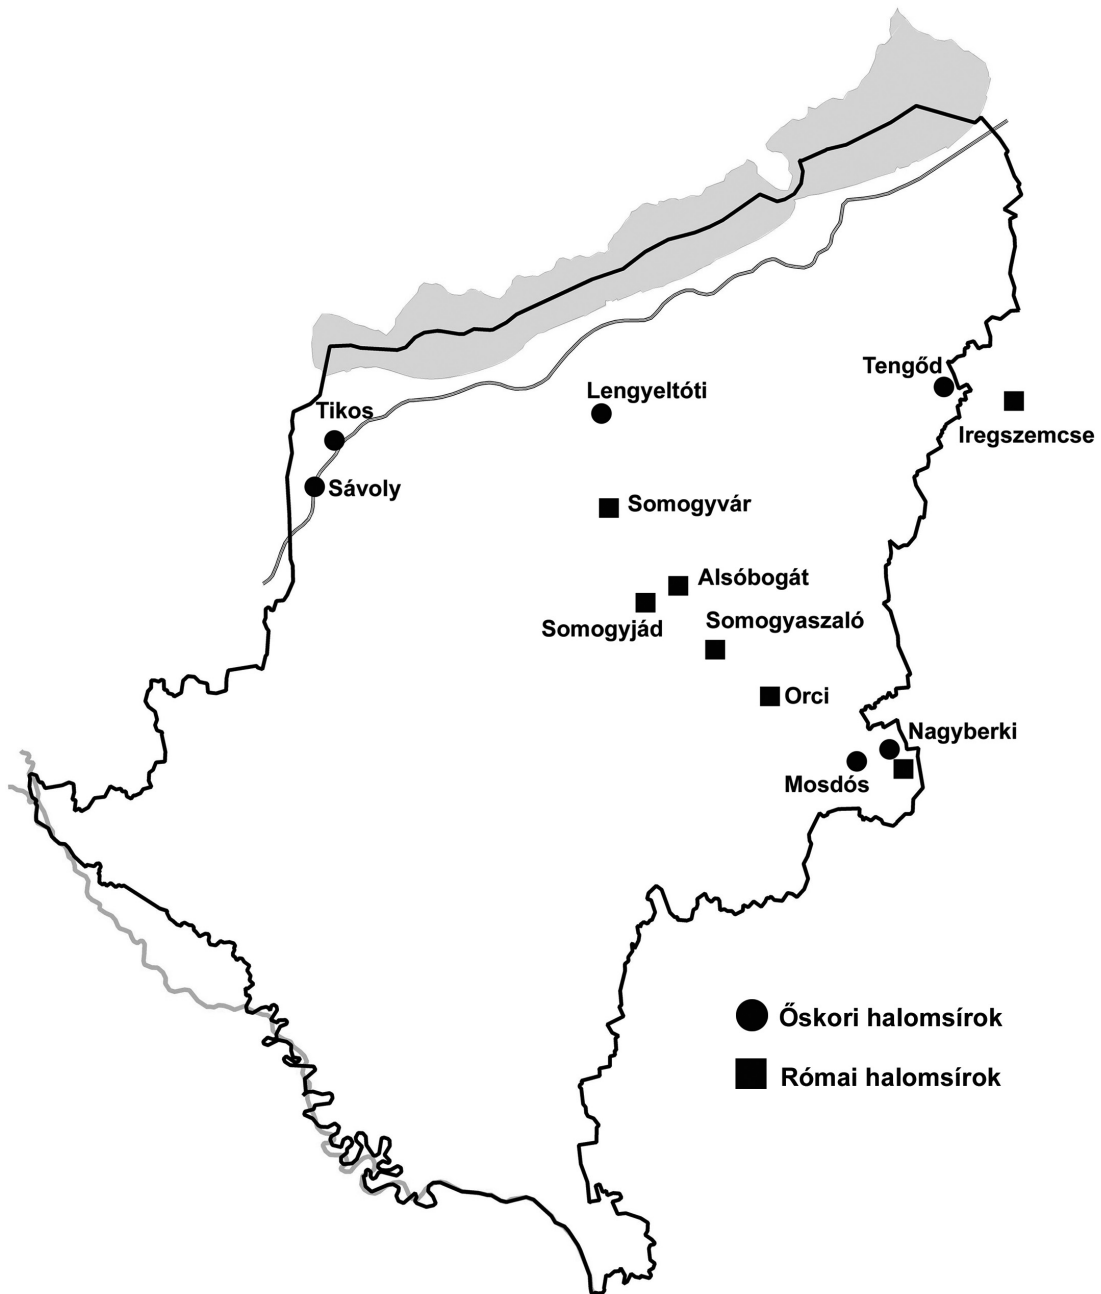 Tengőd
Lengyeltóti
Tikos
Iregszemcse
Sávoly
Somogyvár
Alsóbogát
Somogyjád
Somogyaszaló
Orci
Nagyberki
Mosdós
Őskori halomsírok
Római halomsírok